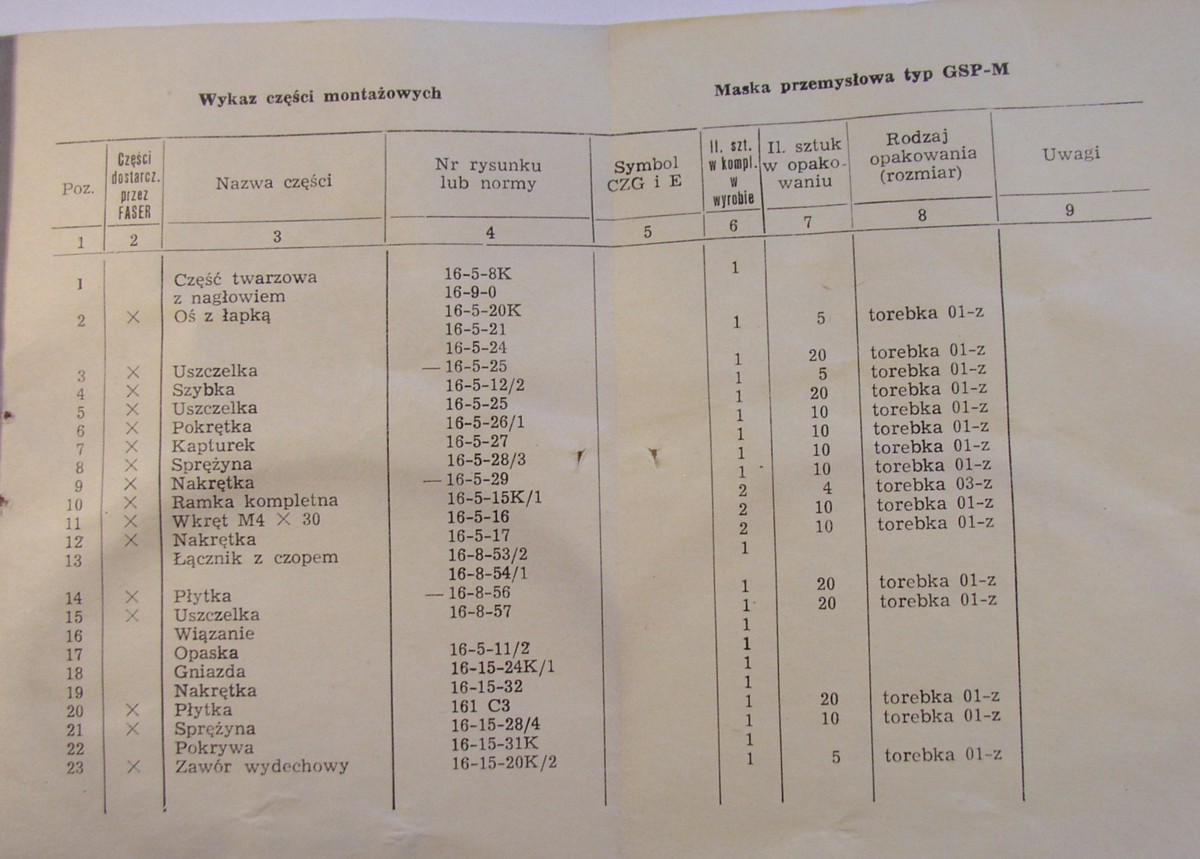 Wykaz części montażowych
Maska przemysłowa typ GSP-M
Poz.
Części
dostarcz.
przez
FASER
Nazwa części
Nr rysunku
lub normy
Symbol
CZG i E
Il. szt.
w kompl.
w
wyrobie
Il. sztuk
w opako-
waniu
Rodzaj
opakowania
(rozmiar)
Uwagi
1 2 3 4 5 6 7 8 9
1 Część twarzowa 16-5-8K 1
z nagłowiem 16-9-0
2 × Oś z łapką 16-5-20K 1 5 torebka 01-z
16-5-21
16-5-24
3 × Uszczelka — 16-5-25 1 20 torebka 01-z
4 × Szybka 16-5-12/2 1 5 torebka 01-z
5 × Uszczelka 16-5-25 1 20 torebka 01-z
6 × Pokrętka 16-5-26/1 1 10 torebka 01-z
7 × Kapturek 16-5-27 1 10 torebka 01-z
8 × Sprężyna 16-5-28/3 1 10 torebka 01-z
9 × Nakrętka — 16-5-29 1 10 torebka 01-z
10 × Ramka kompletna 16-5-15K/1 2 4 torebka 03-z
11 × Wkręt M4 × 30 16-5-16 2 10 torebka 01-z
12 × Nakrętka 16-5-17 2 10 torebka 01-z
13 Łącznik z czopem 16-8-53/2 1
16-8-54/1
14 × Płytka — 16-8-56 1 20 torebka 01-z
15 × Uszczelka 16-8-57 1 20 torebka 01-z
16 Wiązanie 1
17 Opaska 16-5-11/2 1
18 Gniazda 16-15-24K/1 1
19 Nakrętka 16-15-32 1
20 × Płytka 161 C3 1 20 torebka 01-z
21 × Sprężyna 16-15-28/4 1 10 torebka 01-z
22 Pokrywa 16-15-31K 1
23 × Zawór wydechowy 16-15-20K/2 1 5 torebka 01-z